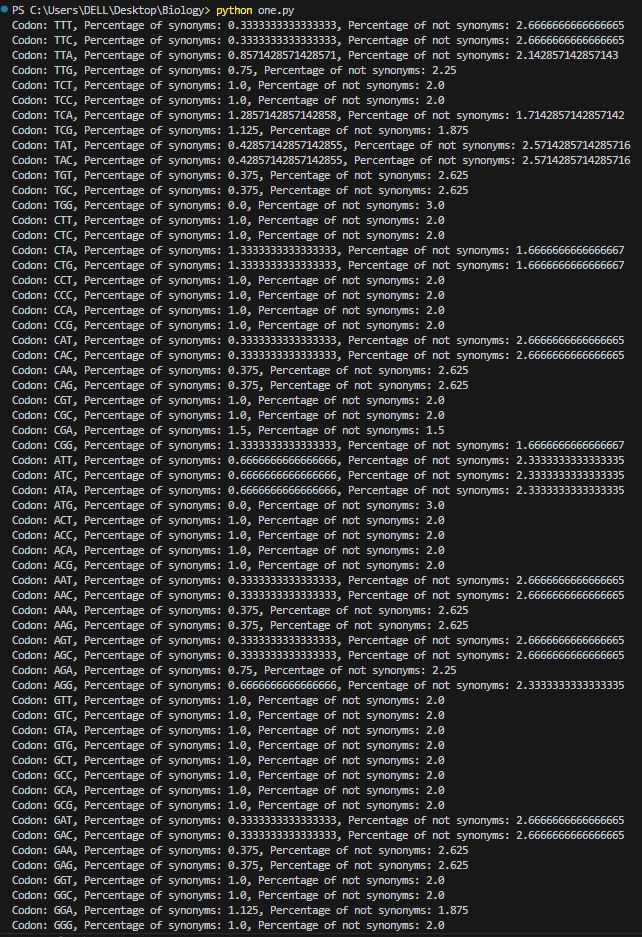 PS C:\Users\DELL\Desktop\Biology> python one.py
Codon: TTT, Percentage of synonyms: 0.3333333333333333, Percentage of not synonyms: 2.6666666666666665
Codon: TTC, Percentage of synonyms: 0.3333333333333333, Percentage of not synonyms: 2.6666666666666665
Codon: TTA, Percentage of synonyms: 0.8571428571428571, Percentage of not synonyms: 2.142857142857143
Codon: TTG, Percentage of synonyms: 0.75, Percentage of not synonyms: 2.25
Codon: TCT, Percentage of synonyms: 1.0, Percentage of not synonyms: 2.0
Codon: TCC, Percentage of synonyms: 1.0, Percentage of not synonyms: 2.0
Codon: TCA, Percentage of synonyms: 1.2857142857142858, Percentage of not synonyms: 1.7142857142857142
Codon: TCG, Percentage of synonyms: 1.125, Percentage of not synonyms: 1.875
Codon: TAT, Percentage of synonyms: 0.42857142857142855, Percentage of not synonyms: 2.5714285714285716
Codon: TAC, Percentage of synonyms: 0.42857142857142855, Percentage of not synonyms: 2.5714285714285716
Codon: TGT, Percentage of synonyms: 0.375, Percentage of not synonyms: 2.625
Codon: TGC, Percentage of synonyms: 0.375, Percentage of not synonyms: 2.625
Codon: TGG, Percentage of synonyms: 0.0, Percentage of not synonyms: 3.0
Codon: CTT, Percentage of synonyms: 1.0, Percentage of not synonyms: 2.0
Codon: CTC, Percentage of synonyms: 1.0, Percentage of not synonyms: 2.0
Codon: CTA, Percentage of synonyms: 1.3333333333333333, Percentage of not synonyms: 1.6666666666666667
Codon: CTG, Percentage of synonyms: 1.3333333333333333, Percentage of not synonyms: 1.6666666666666667
Codon: CCT, Percentage of synonyms: 1.0, Percentage of not synonyms: 2.0
Codon: CCC, Percentage of synonyms: 1.0, Percentage of not synonyms: 2.0
Codon: CCA, Percentage of synonyms: 1.0, Percentage of not synonyms: 2.0
Codon: CCG, Percentage of synonyms: 1.0, Percentage of not synonyms: 2.0
Codon: CAT, Percentage of synonyms: 0.3333333333333333, Percentage of not synonyms: 2.6666666666666665
Codon: CAC, Percentage of synonyms: 0.3333333333333333, Percentage of not synonyms: 2.6666666666666665
Codon: CAA, Percentage of synonyms: 0.375, Percentage of not synonyms: 2.625
Codon: CAG, Percentage of synonyms: 0.375, Percentage of not synonyms: 2.625
Codon: CGT, Percentage of synonyms: 1.0, Percentage of not synonyms: 2.0
Codon: CGC, Percentage of synonyms: 1.0, Percentage of not synonyms: 2.0
Codon: CGA, Percentage of synonyms: 1.5, Percentage of not synonyms: 1.5
Codon: CGG, Percentage of synonyms: 1.3333333333333333, Percentage of not synonyms: 1.6666666666666667
Codon: ATT, Percentage of synonyms: 0.6666666666666666, Percentage of not synonyms: 2.3333333333333335
Codon: ATC, Percentage of synonyms: 0.6666666666666666, Percentage of not synonyms: 2.3333333333333335
Codon: ATA, Percentage of synonyms: 0.6666666666666666, Percentage of not synonyms: 2.3333333333333335
Codon: ATG, Percentage of synonyms: 0.0, Percentage of not synonyms: 3.0
Codon: ACT, Percentage of synonyms: 1.0, Percentage of not synonyms: 2.0
Codon: ACC, Percentage of synonyms: 1.0, Percentage of not synonyms: 2.0
Codon: ACA, Percentage of synonyms: 1.0, Percentage of not synonyms: 2.0
Codon: ACG, Percentage of synonyms: 1.0, Percentage of not synonyms: 2.0
Codon: AAT, Percentage of synonyms: 0.3333333333333333, Percentage of not synonyms: 2.6666666666666665
Codon: AAC, Percentage of synonyms: 0.3333333333333333, Percentage of not synonyms: 2.6666666666666665
Codon: AAA, Percentage of synonyms: 0.375, Percentage of not synonyms: 2.625
Codon: AAG, Percentage of synonyms: 0.375, Percentage of not synonyms: 2.625
Codon: AGT, Percentage of synonyms: 0.3333333333333333, Percentage of not synonyms: 2.6666666666666665
Codon: AGC, Percentage of synonyms: 0.3333333333333333, Percentage of not synonyms: 2.6666666666666665
Codon: AGA, Percentage of synonyms: 0.75, Percentage of not synonyms: 2.25
Codon: AGG, Percentage of synonyms: 0.6666666666666666, Percentage of not synonyms: 2.3333333333333335
Codon: GTT, Percentage of synonyms: 1.0, Percentage of not synonyms: 2.0
Codon: GTC, Percentage of synonyms: 1.0, Percentage of not synonyms: 2.0
Codon: GTA, Percentage of synonyms: 1.0, Percentage of not synonyms: 2.0
Codon: GTG, Percentage of synonyms: 1.0, Percentage of not synonyms: 2.0
Codon: GCT, Percentage of synonyms: 1.0, Percentage of not synonyms: 2.0
Codon: GCC, Percentage of synonyms: 1.0, Percentage of not synonyms: 2.0
Codon: GCA, Percentage of synonyms: 1.0, Percentage of not synonyms: 2.0
Codon: GCG, Percentage of synonyms: 1.0, Percentage of not synonyms: 2.0
Codon: GAT, Percentage of synonyms: 0.3333333333333333, Percentage of not synonyms: 2.6666666666666665
Codon: GAC, Percentage of synonyms: 0.3333333333333333, Percentage of not synonyms: 2.6666666666666665
Codon: GAA, Percentage of synonyms: 0.375, Percentage of not synonyms: 2.625
Codon: GAG, Percentage of synonyms: 0.375, Percentage of not synonyms: 2.625
Codon: GGT, Percentage of synonyms: 1.0, Percentage of not synonyms: 2.0
Codon: GGC, Percentage of synonyms: 1.0, Percentage of not synonyms: 2.0
Codon: GGA, Percentage of synonyms: 1.125, Percentage of not synonyms: 1.875
Codon: GGG, Percentage of synonyms: 1.0, Percentage of not synonyms: 2.0